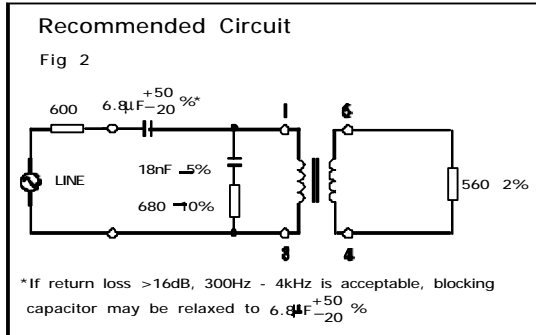 Recommended Circuit
Fig 2
600
6.8µF +50 −20 %*
LINE
18nF 5%
680 10%
1
3
6
4
560 2%
*If return loss >16dB, 300Hz - 4kHz is acceptable, blocking
capacitor may be relaxed to 6.8µF +50 −20 %